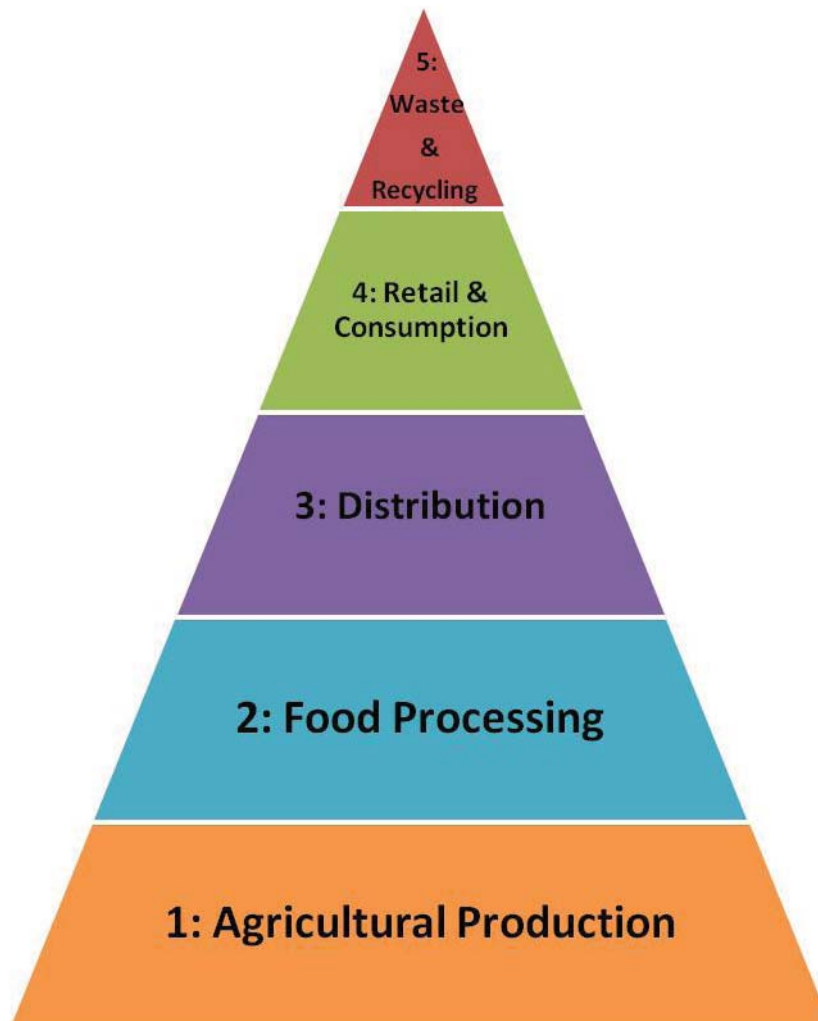 5:
Waste
&
Recycling
4: Retail &
Consumption
3: Distribution
2: Food Processing
1: Agricultural Production